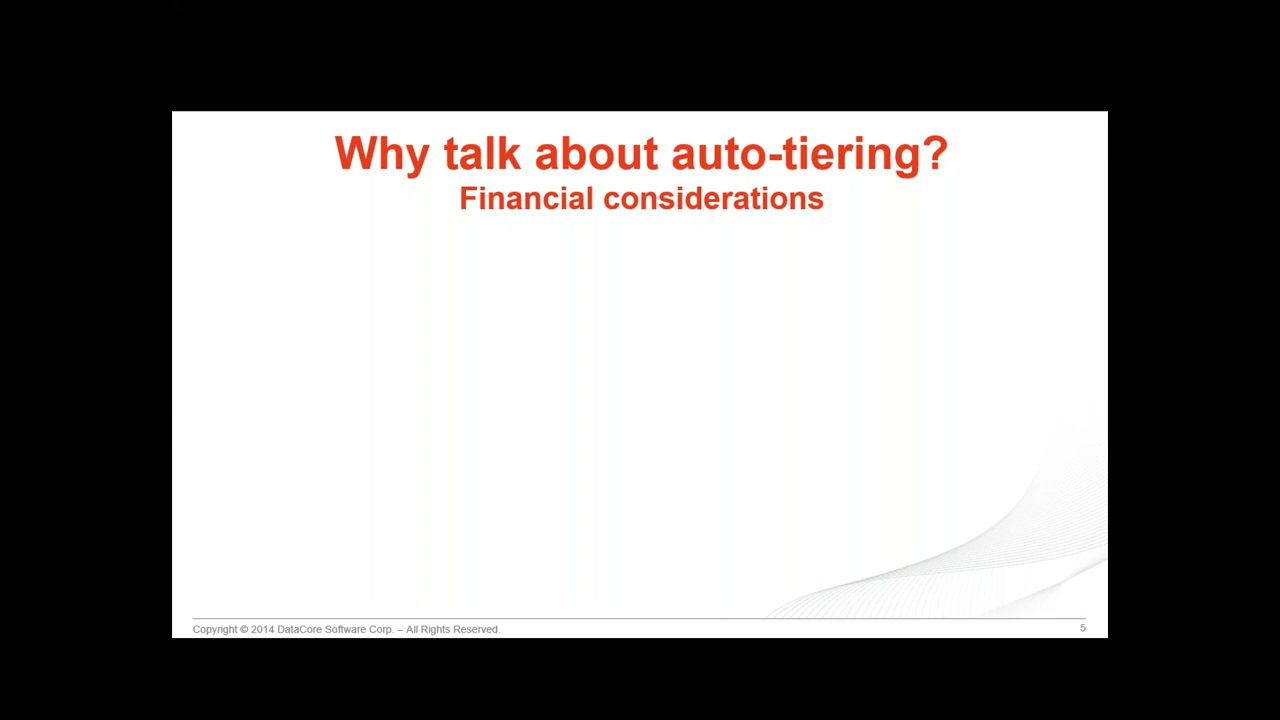 Why talk about auto-tiering?
Financial considerations
Copyright © 2014 DataCore Software Corp. – All Rights Reserved.
5